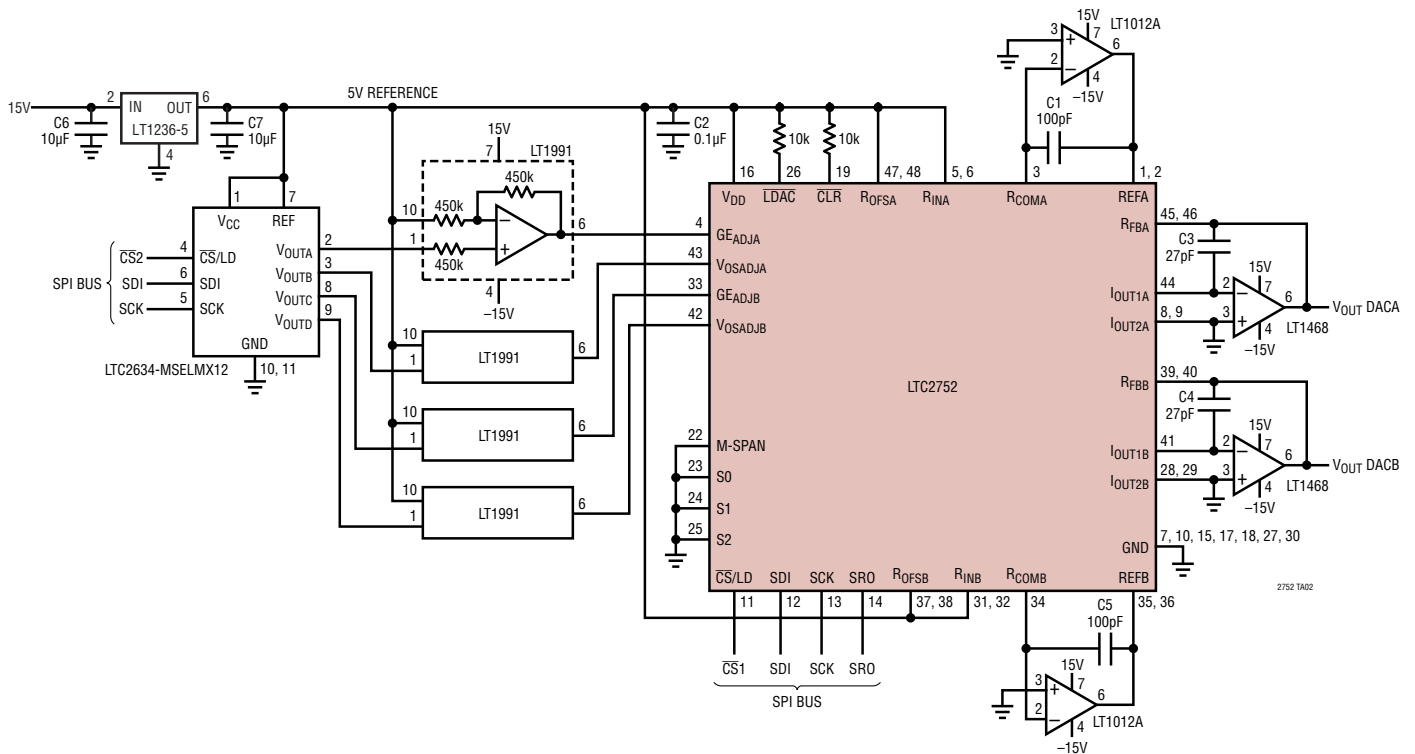 15V
3
7
LT1012A
6
2
4
–15V
15V
2
IN
OUT
6
LT1236-5
4
C6
10µF
C7
10µF
5V REFERENCE
C2
0.1µF
10k
10k
C1
100pF
15V
7
LT1991
450k
10
450k
1
450k
6
4
–15V
1
7
VCC
REF
4
CS2
CS/LD
VOUTA
2
SPI BUS
6
SDI
SDI
VOUTB
3
5
SCK
SCK
VOUTC
8
VOUTD
9
GND
10, 11
LTC2634-MSELMX12
10
1
LT1991
6
10
1
LT1991
6
10
1
LT1991
6
16
26
19
47, 48
5, 6
3
1, 2
VDD
LDAC
CLR
ROFSA
RINA
RCOMA
REFA
4
GEADJA
43
VOSADJA
33
GEADJB
42
VOSADJB
LTC2752
22
M-SPAN
23
S0
24
S1
25
S2
RFBA
45, 46
C3
27pF
15V
IOUT1A
44
2
7
6
VOUT DACA
IOUT2A
8, 9
3
4
LT1468
–15V
RFBB
39, 40
C4
27pF
15V
IOUT1B
41
2
7
6
VOUT DACB
IOUT2B
28, 29
3
4
LT1468
–15V
GND
7, 10, 15, 17, 18, 27, 30
CS/LD
SDI
SCK
SRO
ROFSB
RINB
RCOMB
REFB
11
12
13
14
37, 38
31, 32
34
35, 36
2752 TA02
C5
100pF
CS1
SDI
SCK
SRO
SPI BUS
15V
3
7
6
2
4
LT1012A
–15V